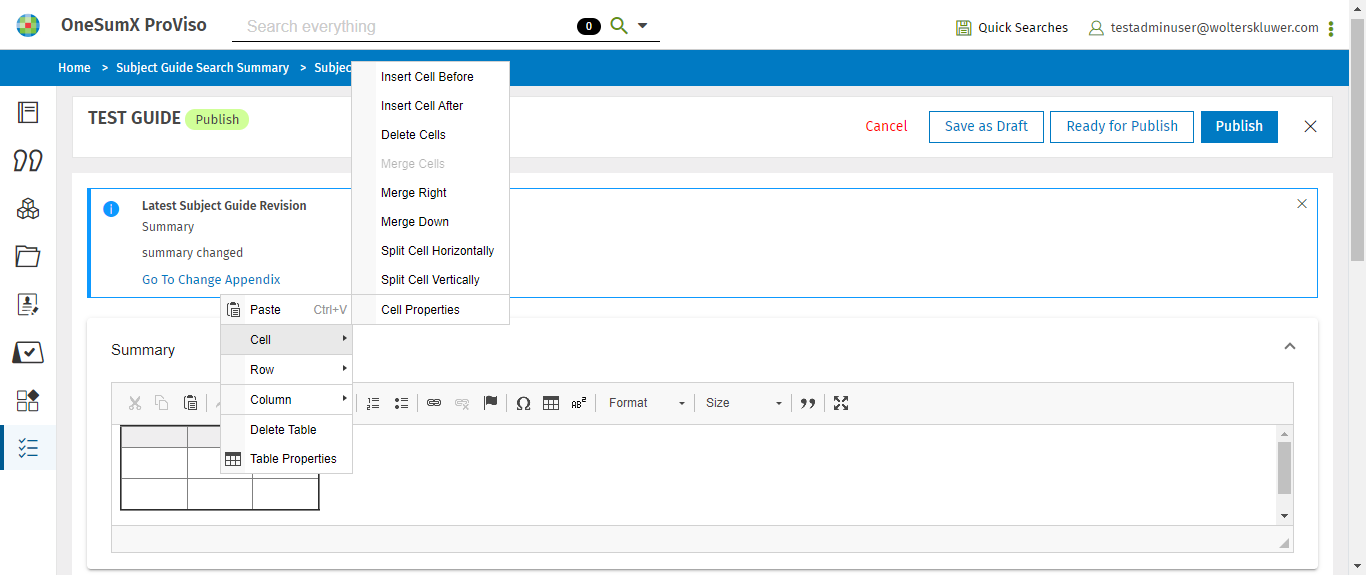 OneSumX ProViso
Search everything
0
Quick Searches
testadminuser@wolterskluwer.com
Home > Subject Guide Search Summary >
TEST GUIDE
Publish
Cancel
Save as Draft
Ready for Publish
Publish
Latest Subject Guide Revision
Summary
summary changed
Go To Change Appendix
Insert Cell Before
Insert Cell After
Delete Cells
Merge Cells
Merge Right
Merge Down
Split Cell Horizontally
Split Cell Vertically
Cell Properties
Paste Ctrl+V
Cell
Row
Column
Delete Table
Table Properties
Summary
Format
Size